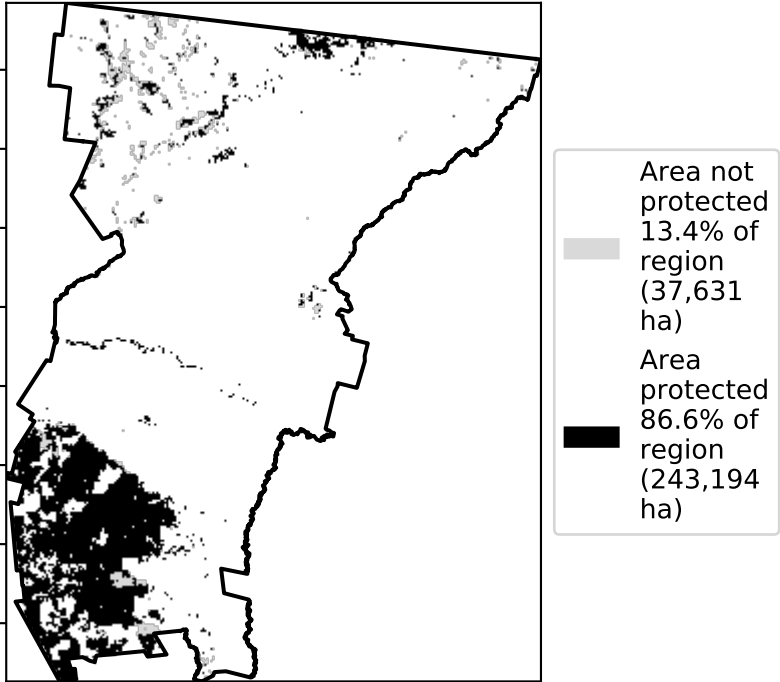 Area not
protected
13.4% of
region
(37,631
ha)
Area
protected
86.6% of
region
(243,194
ha)